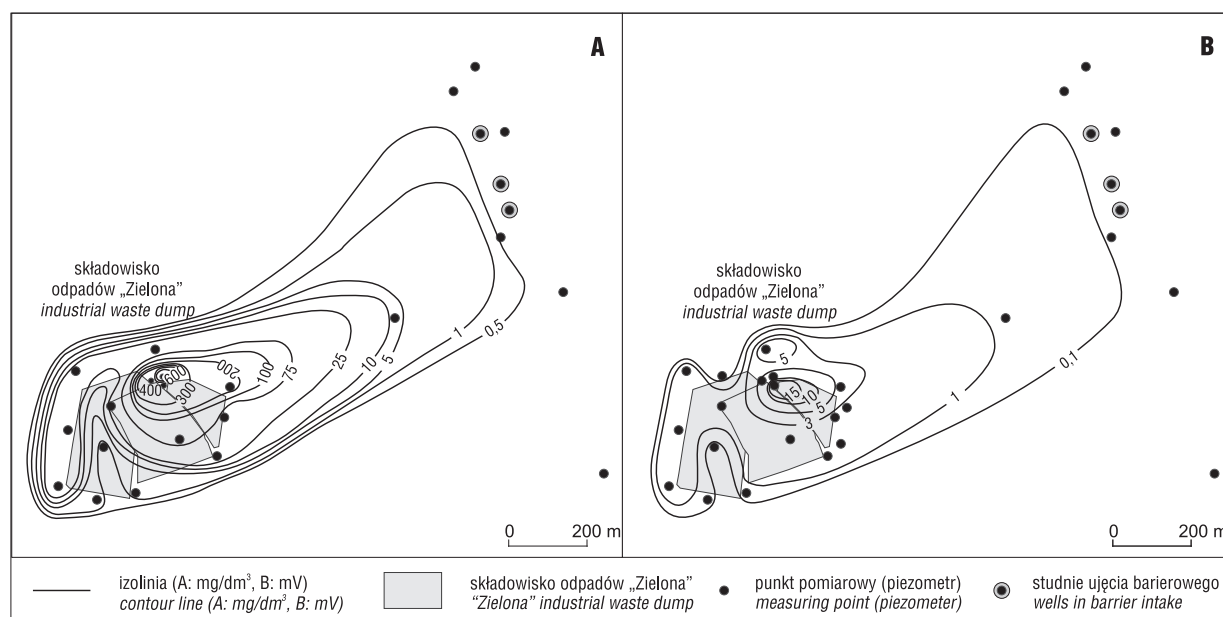 A
składowisko
odpadów „Zielona”
industrial waste dump
600
400
300
200
100
75
25
10
5
1
0,5
0 200 m
B
składowisko
odpadów „Zielona”
industrial waste dump
5
15
10
5
3
1
1
0,1
0 200 m
izolinia (A: mg/dm³, B: mV)
contour line (A: mg/dm³, B: mV)
składowisko odpadów „Zielona”
"Zielona" industrial waste dump
punkt pomiarowy (piezometr)
measuring point (piezometer)
studnie ujęcia barierowego
wells in barrier intake